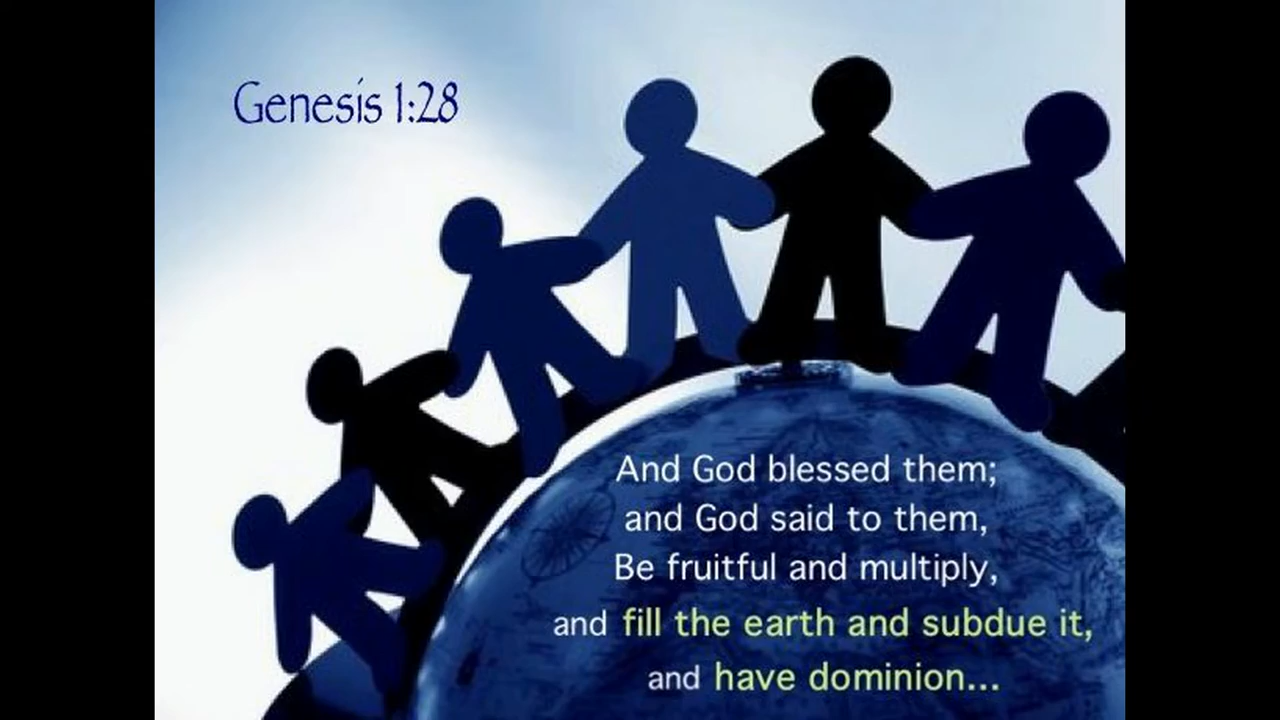 Genesis 1:28
And God blessed them;
and God said to them,
Be fruitful and multiply,
and fill the earth and subdue it,
and have dominion...